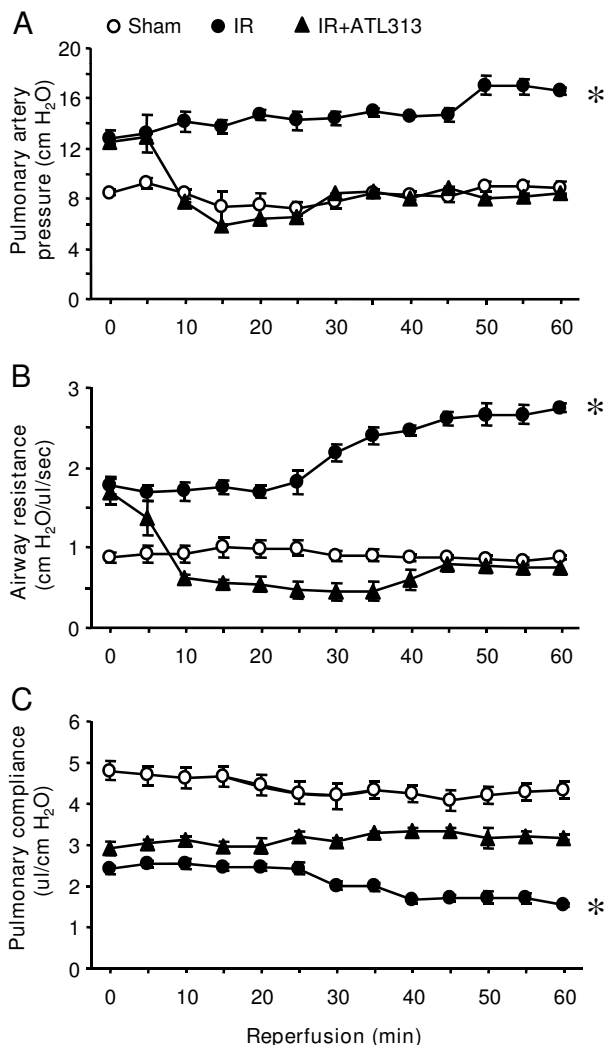 A
Sham IR IR+ATL313
Pulmonary artery
pressure (cm H₂O)
20
16
12
8
4
0
*
0 10 20 30 40 50 60
B
Airway resistance
(cm H₂O/ul/sec)
3
2
1
0
*
0 10 20 30 40 50 60
C
Pulmonary compliance
(ul/cm H₂O)
6
5
4
3
2
1
0
*
0 10 20 30 40 50 60
Reperfusion (min)